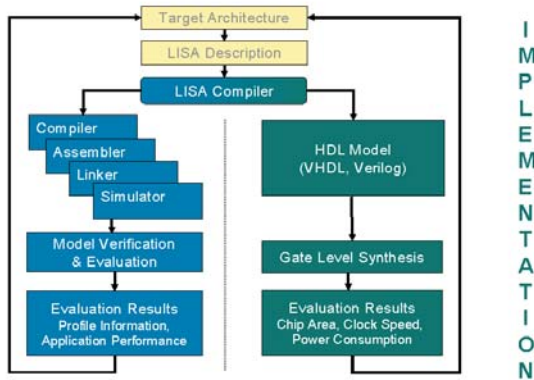 Target Architecture
LISA Description
LISA Compiler
Compiler
Assembler
Linker
Simulator
Model Verification
& Evaluation
Evaluation Results
Profile Information,
Application Performance
HDL Model
(VHDL, Verilog)
Gate Level Synthesis
Evaluation Results
Chip Area, Clock Speed,
Power Consumption
IMPLEMENTATION